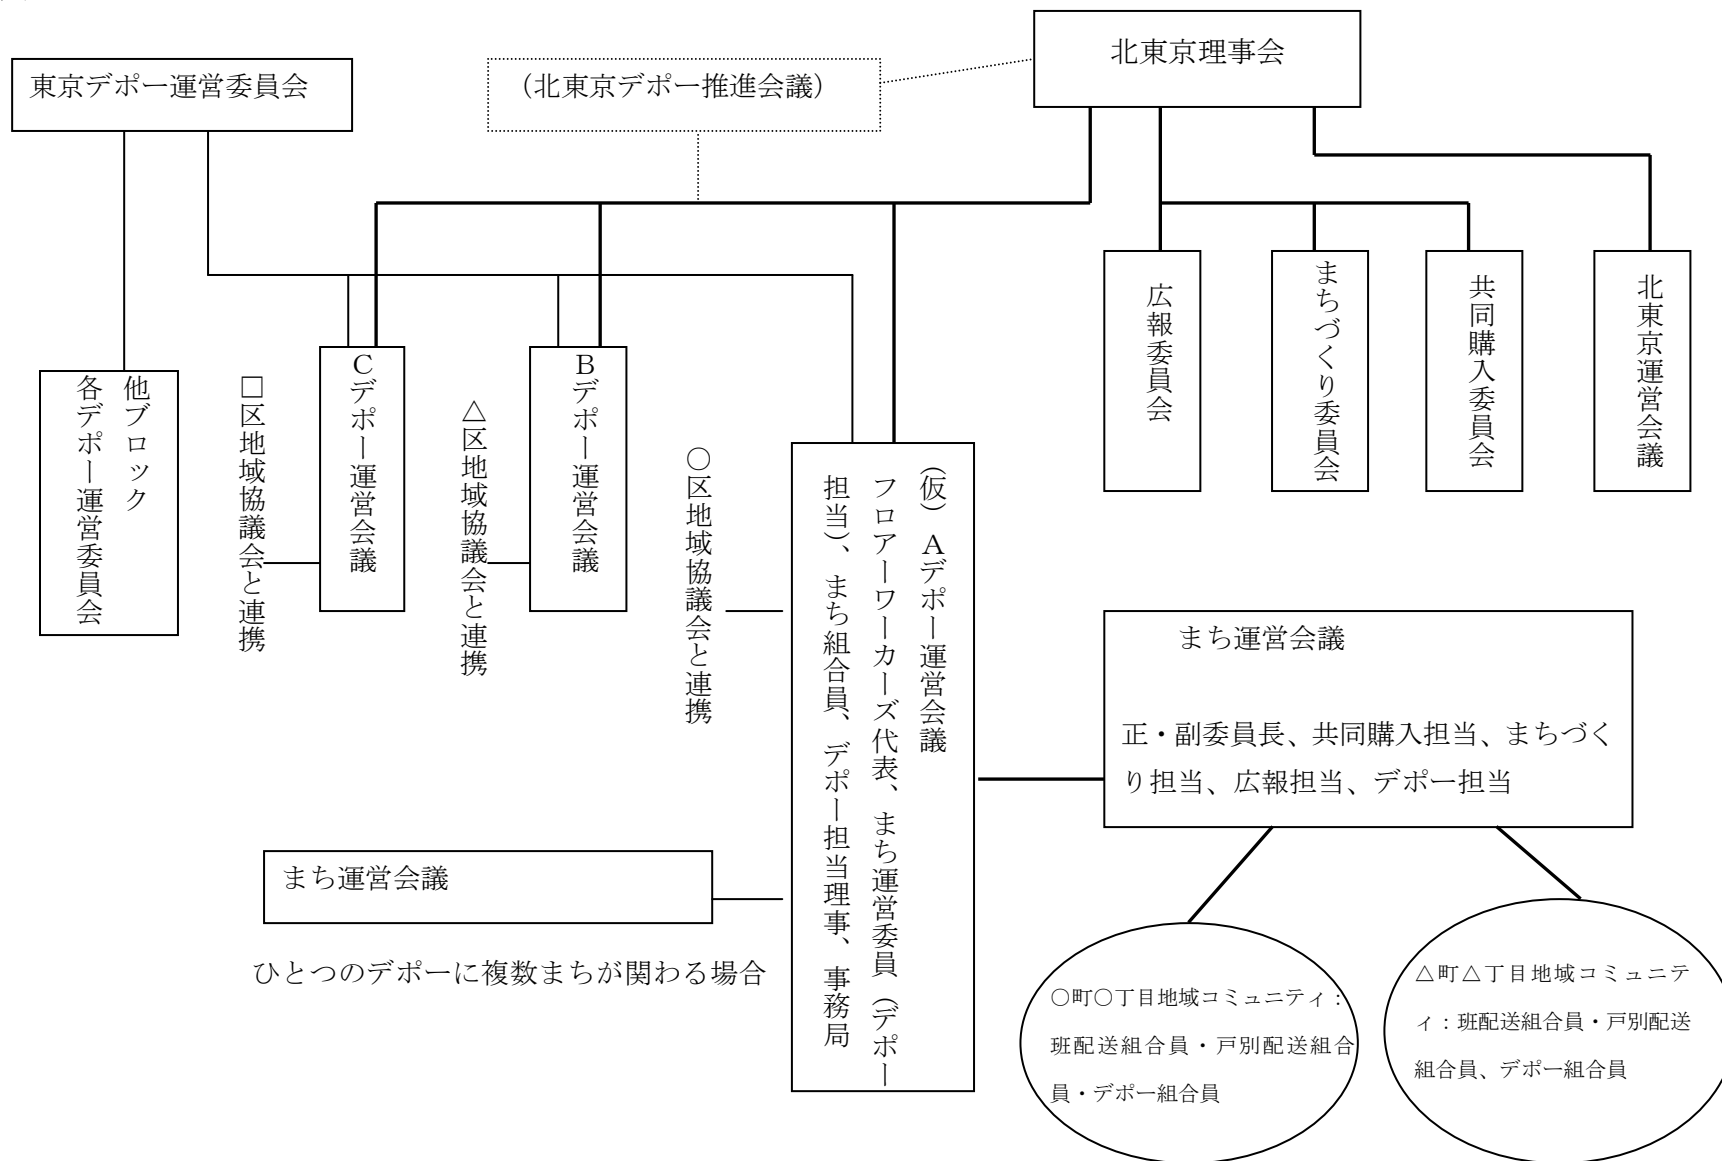 北東京理事会
東京デポー運営委員会
（北東京デポー推進会議）
広報委員会
まちづくり委員会
共同購入委員会
北東京運営会議
他ブロック
各デポー運営委員会
□区地域協議会と連携
Cデポー運営会議
△区地域協議会と連携
Bデポー運営会議
○区地域協議会と連携
（仮）Aデポー運営会議
フロアーワーカーズ代表、まち運営委員（デポー
担当）、まち組合員、デポー担当理事、事務局
まち運営会議
正・副委員長、共同購入担当、まちづく
り担当、広報担当、デポー担当
まち運営会議
ひとつのデポーに複数まちが関わる場合
○町○丁目地域コミュニティ：
班配送組合員・戸別配送組合
員・デポー組合員
△町△丁目地域コミュニテ
ィ：班配送組合員・戸別配送
組合員、デポー組合員